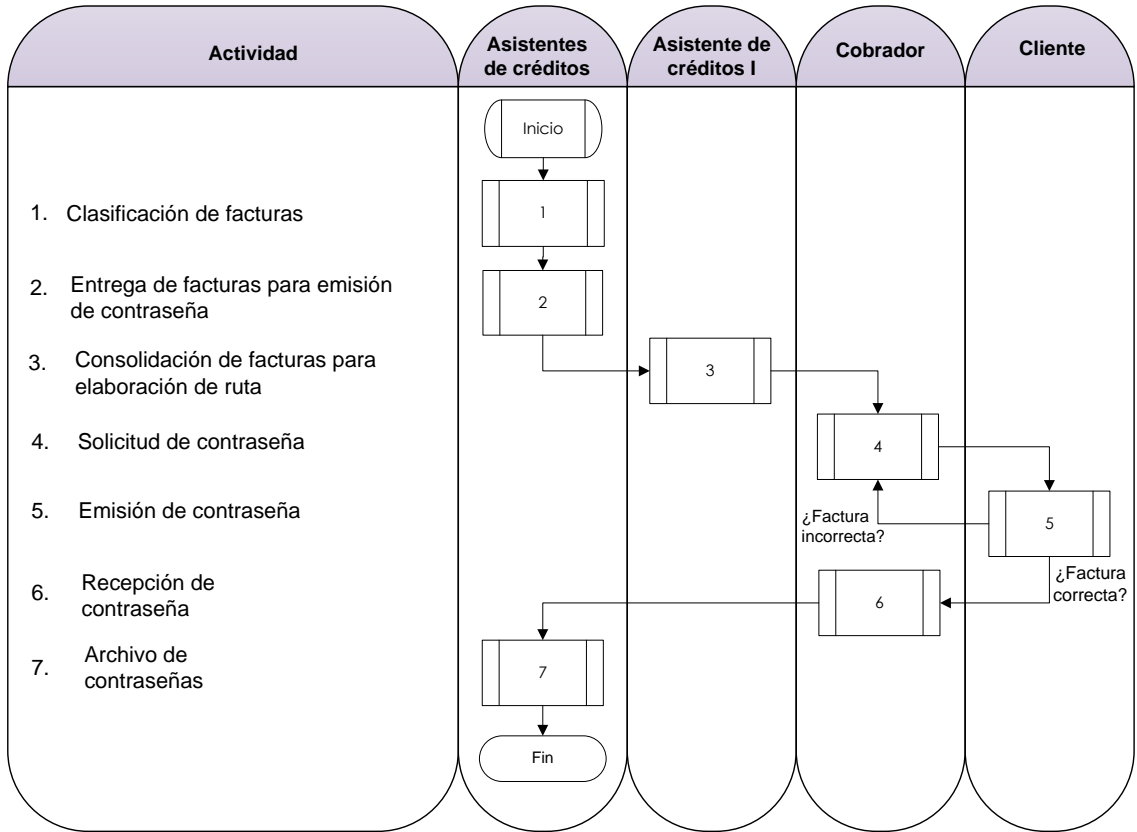 Actividad
Asistentes
de créditos
Asistente de
créditos I
Cobrador
Cliente
Inicio
1. Clasificación de facturas
1
2. Entrega de facturas para emisión
de contraseña
2
3. Consolidación de facturas para
elaboración de ruta
3
4. Solicitud de contraseña
4
5. Emisión de contraseña
¿Factura
incorrecta?
5
6. Recepción de
contraseña
6
¿Factura
correcta?
7. Archivo de
contraseñas
7
Fin